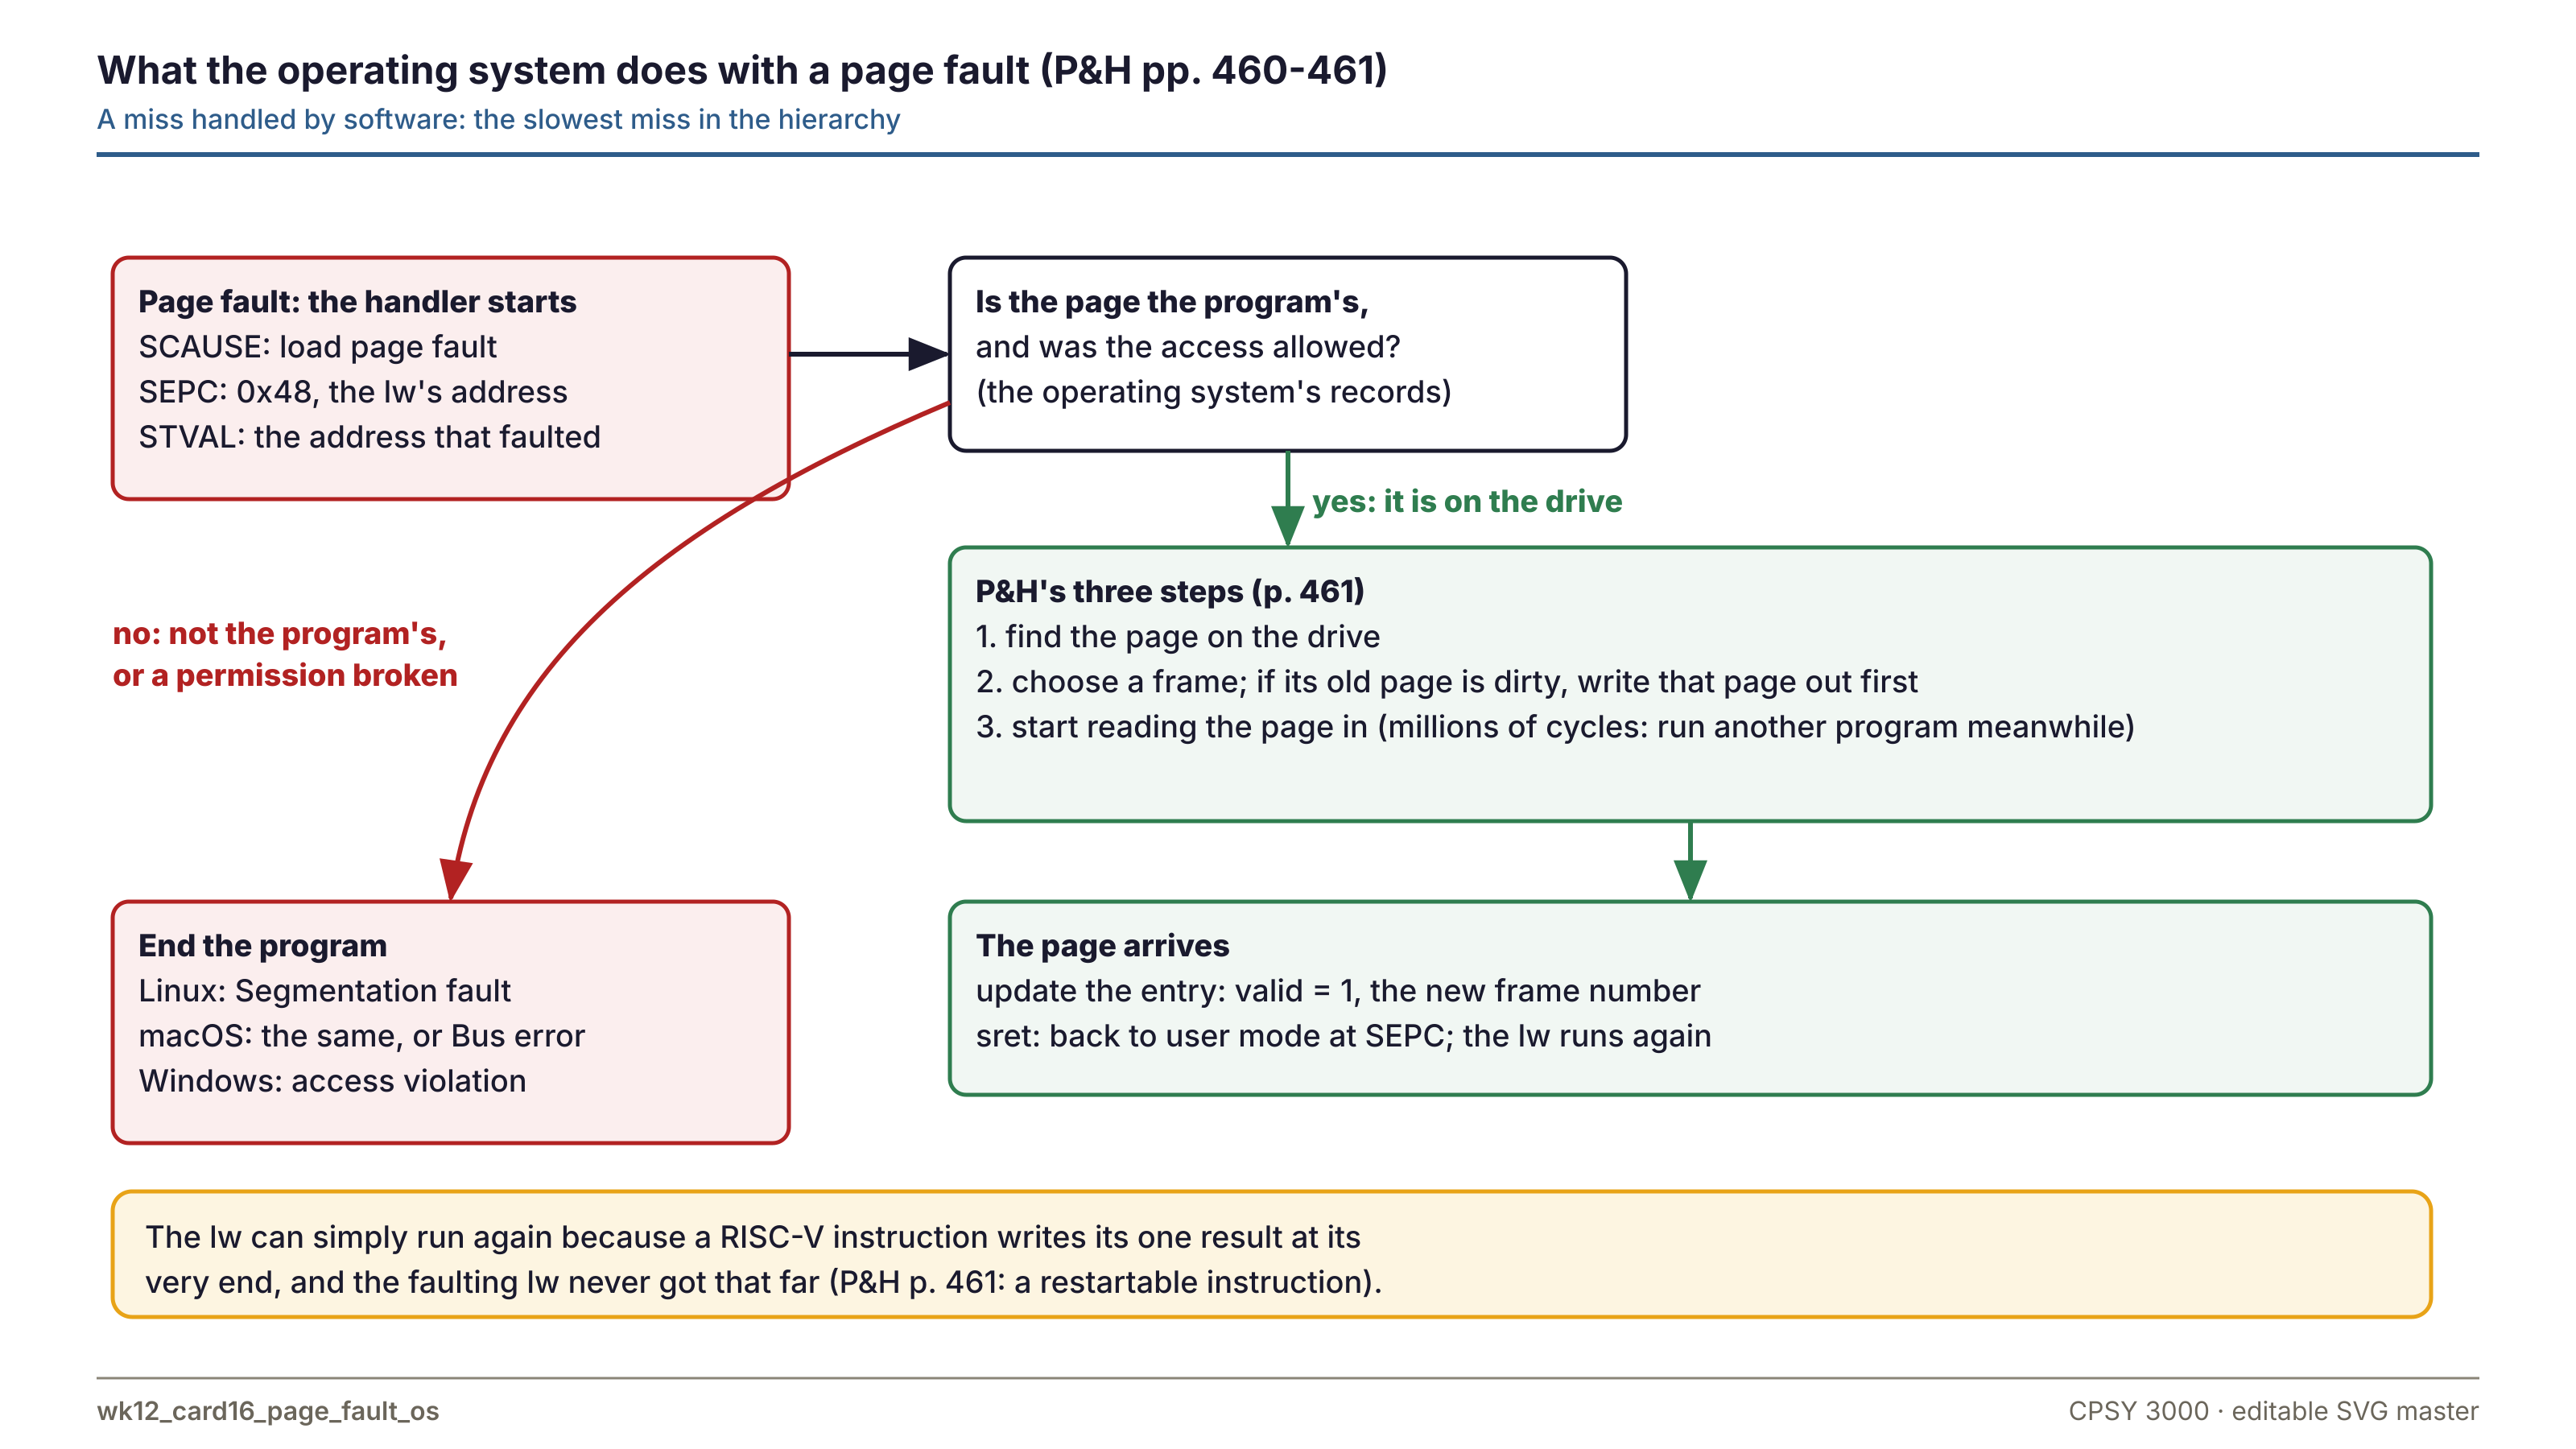 What the operating system does with a page fault (P&H pp. 460-461)
A miss handled by software: the slowest miss in the hierarchy
Page fault: the handler starts
SCAUSE: load page fault
SEPC: 0x48, the lw's address
STVAL: the address that faulted
Is the page the program's,
and was the access allowed?
(the operating system's records)
yes: it is on the drive
no: not the program's,
or a permission broken
P&H's three steps (p. 461)
1. find the page on the drive
2. choose a frame; if its old page is dirty, write that page out first
3. start reading the page in (millions of cycles: run another program meanwhile)
End the program
Linux: Segmentation fault
macOS: the same, or Bus error
Windows: access violation
The page arrives
update the entry: valid = 1, the new frame number
sret: back to user mode at SEPC; the lw runs again
The lw can simply run again because a RISC-V instruction writes its one result at its
very end, and the faulting lw never got that far (P&H p. 461: a restartable instruction).
wk12_card16_page_fault_os
CPSY 3000 · editable SVG master